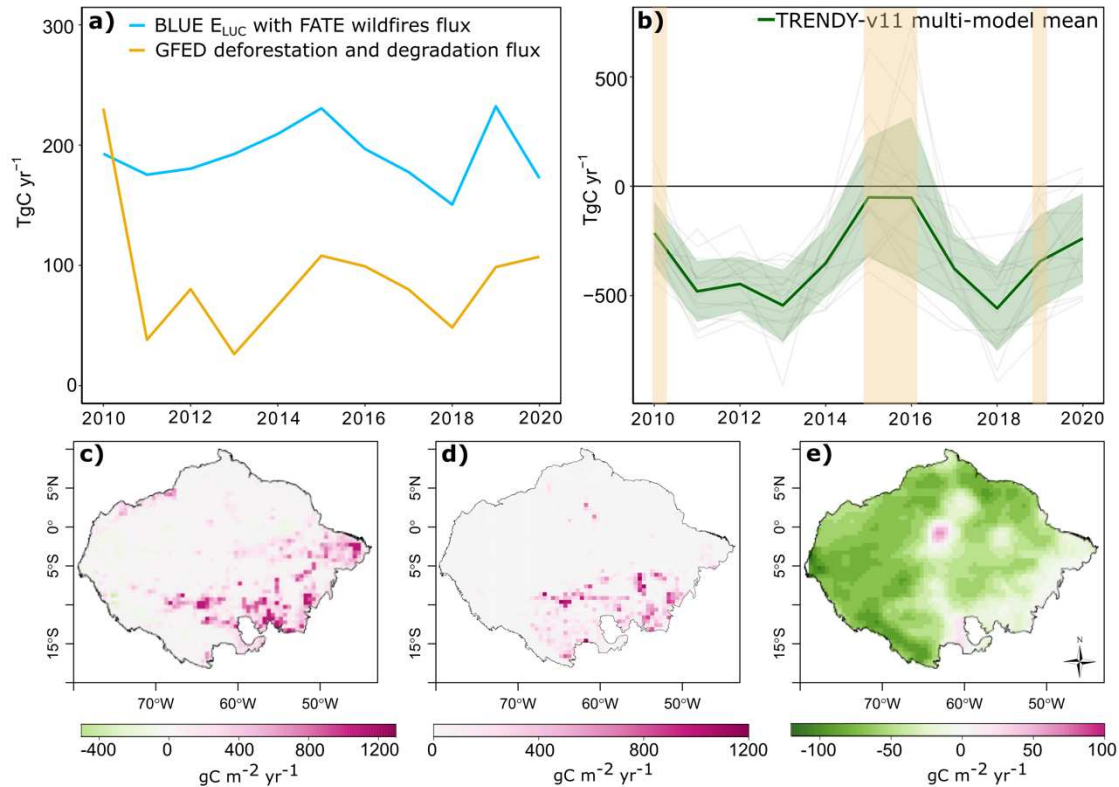 a)
BLUE E_LUC with FATE wildfires flux
GFED deforestation and degradation flux
TgC yr⁻¹
300
200
100
0
2010 2012 2014 2016 2018 2020
b)
TRENDY-v11 multi-model mean
TgC yr⁻¹
500
0
−500
2010 2012 2014 2016 2018 2020
c)
5°N
0°
5°S
15°S
70°W 60°W 50°W
-400 0 400 800 1200
gC m⁻² yr⁻¹
d)
5°N
0°
5°S
15°S
70°W 60°W 50°W
0 400 800 1200
gC m⁻² yr⁻¹
e)
5°N
0°
5°S
15°S
N
70°W 60°W 50°W
-100 -50 0 50 100
gC m⁻² yr⁻¹